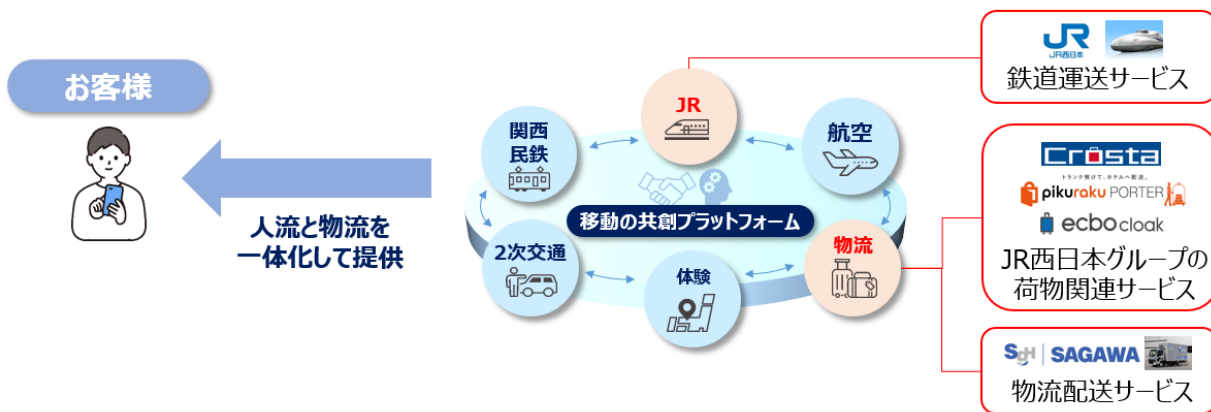 お客様
人流と物流を
一体化して提供
関西
民鉄
JR
航空
移動の共創プラットフォーム
2次交通
体験
物流
JR
JR西日本
鉄道運送サービス
Crosta
トランク預けて、ホテルへ配送。
pikuraku PORTER
ecbo cloak
JR西日本グループの
荷物関連サービス
SGH SAGAWA
物流配送サービス